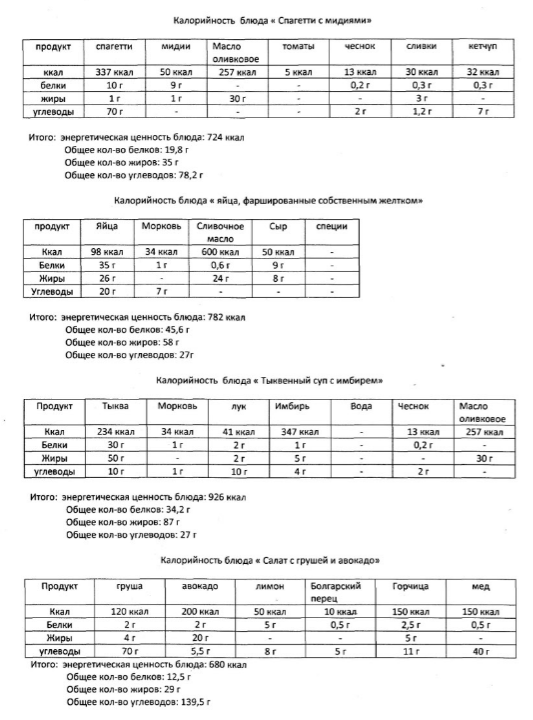 Калорийность блюда « Спагетти с мидиями»
продукт спагетти мидии Масло оливковое томаты чеснок сливки кетчуп
ккал 337 ккал 50 ккал 257 ккал 5 ккал 13 ккал 30 ккал 32 ккал
белки 10 г 9 г - - 0,2 г 0,3 г 0,3 г
жиры 1 г 1 г 30 г - - 3 г -
углеводы 70 г - - - 2 г 1,2 г 7 г
Итого: энергетическая ценность блюда: 724 ккал
Общее кол-во белков: 19,8 г
Общее кол-во жиров: 35 г
Общее кол-во углеводов: 78,2 г
Калорийность блюда « яйца, фаршированные собственным желтком»
продукт Яйца Морковь Сливочное масло Сыр специи
Ккал 98 ккал 34 ккал 600 ккал 50 ккал -
Белки 35 г 1 г 0,6 г 9 г -
Жиры 26 г - 24 г 8 г -
Углеводы 20 г 7 г - - -
Итого: энергетическая ценность блюда: 782 ккал
Общее кол-во белков: 45,6 г
Общее кол-во жиров: 58 г
Общее кол-во углеводов: 27г
Калорийность блюда « Тыквенный суп с имбирем»
Продукт Тыква Морковь лук Имбирь Вода Чеснок Масло оливковое
Ккал 234 ккал 34 ккал 41 ккал 347 ккал - 13 ккал 257 ккал
Белки 30 г 1 г 2 г 1 г - 0,2 г -
Жиры 50 г - 2 г 5 г - - 30 г
углеводы 10 г 1 г 10 г 4 г - 2 г -
Итого: энергетическая ценность блюда: 926 ккал
Общее кол-во белков: 34,2 г
Общее кол-во жиров: 87 г
Общее кол-во углеводов: 27 г
Калорийность блюда « Салат с грушей и авокадо»
Продукт груша авокадо лимон Болгарский перец Горчица мед
Ккал 120 ккал 200 ккал 50 ккал 10 ккал 150 ккал 150 ккал
Белки 2 г 2 г 5 г 0,5 г 2,5 г 0,5 г
Жиры 4 г 20 г - - 5 г -
углеводы 70 г 5,5 г 8 г 5 г 11 г 40 г
Итого: энергетическая ценность блюда: 680 ккал
Общее кол-во белков: 12,5 г
Общее кол-во жиров: 29 г
Общее кол-во углеводов: 139,5 г